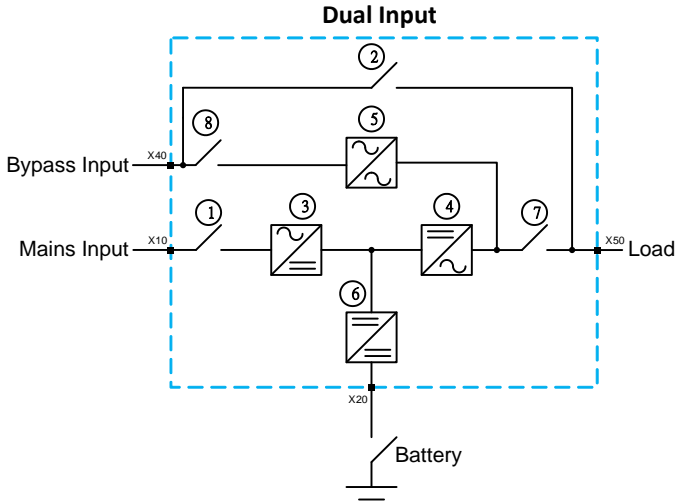 Dual Input
2
8
5
Bypass Input
X40
1
3
4
7
Mains Input
X10
X50
Load
6
X20
Battery